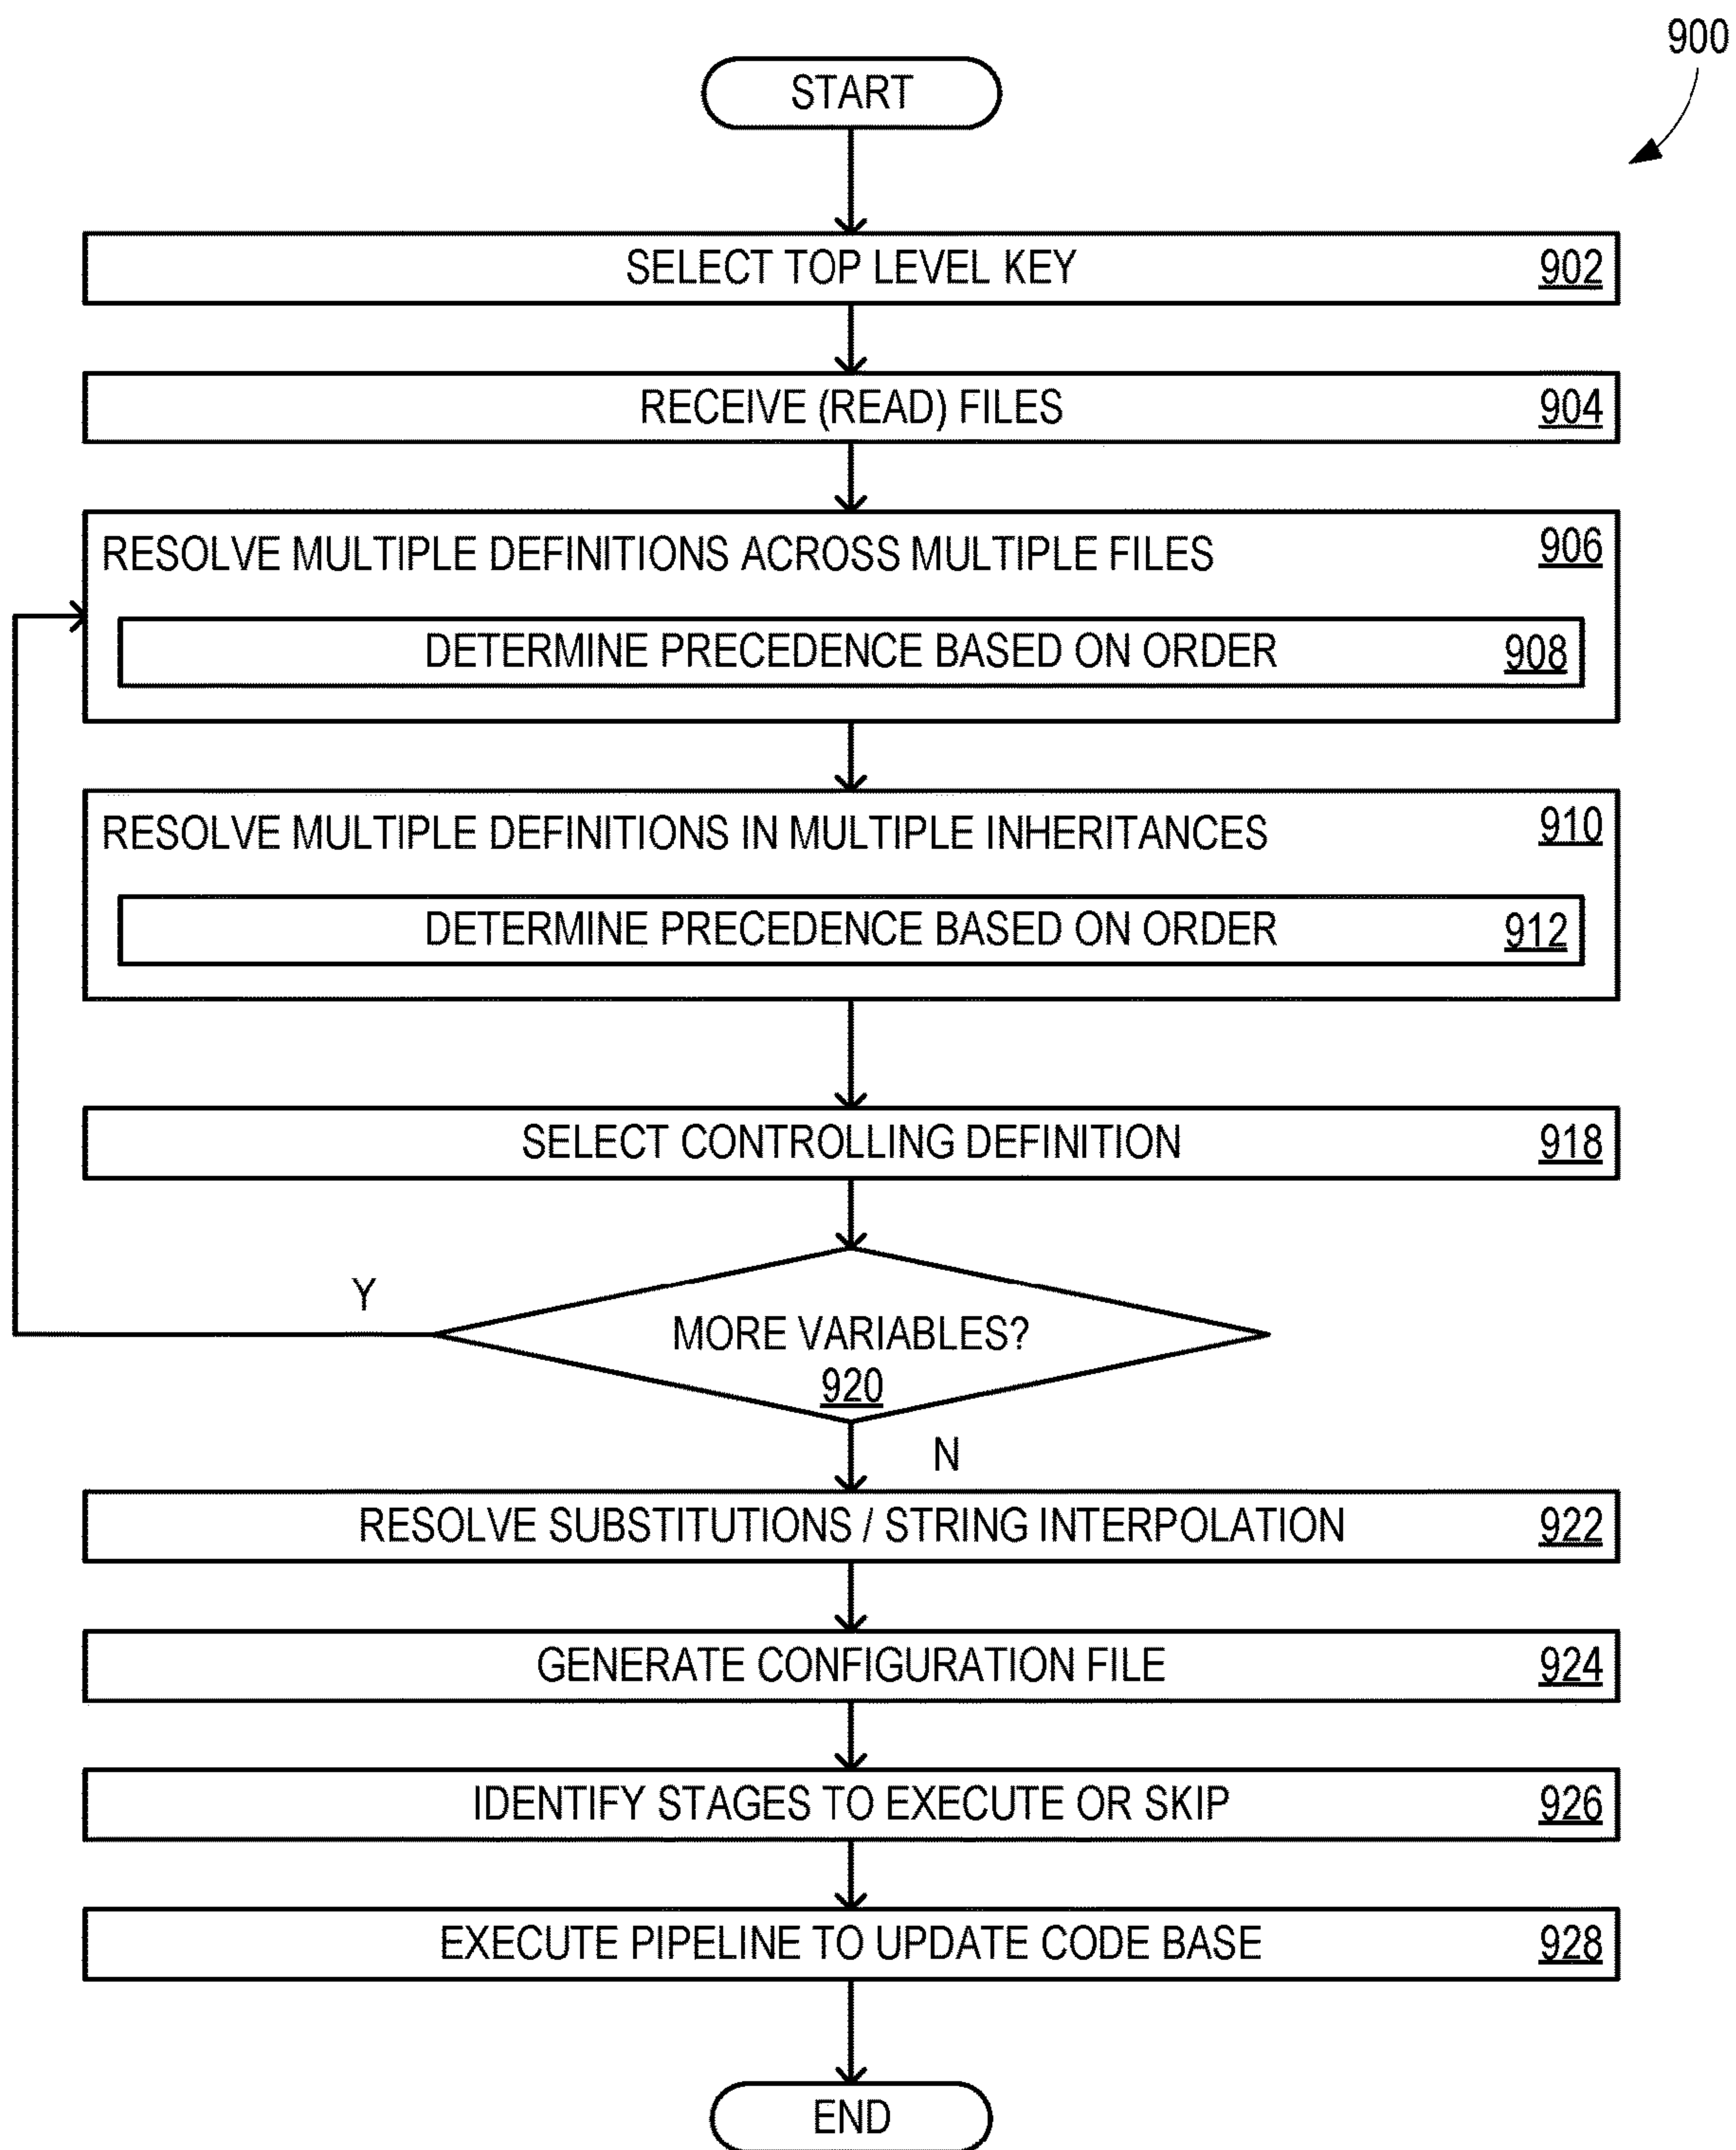 900
START
SELECT TOP LEVEL KEY 902
RECEIVE (READ) FILES 904
RESOLVE MULTIPLE DEFINITIONS ACROSS MULTIPLE FILES 906
DETERMINE PRECEDENCE BASED ON ORDER 908
RESOLVE MULTIPLE DEFINITIONS IN MULTIPLE INHERITANCES 910
DETERMINE PRECEDENCE BASED ON ORDER 912
SELECT CONTROLLING DEFINITION 918
Y
MORE VARIABLES?
920
N
RESOLVE SUBSTITUTIONS / STRING INTERPOLATION 922
GENERATE CONFIGURATION FILE 924
IDENTIFY STAGES TO EXECUTE OR SKIP 926
EXECUTE PIPELINE TO UPDATE CODE BASE 928
END